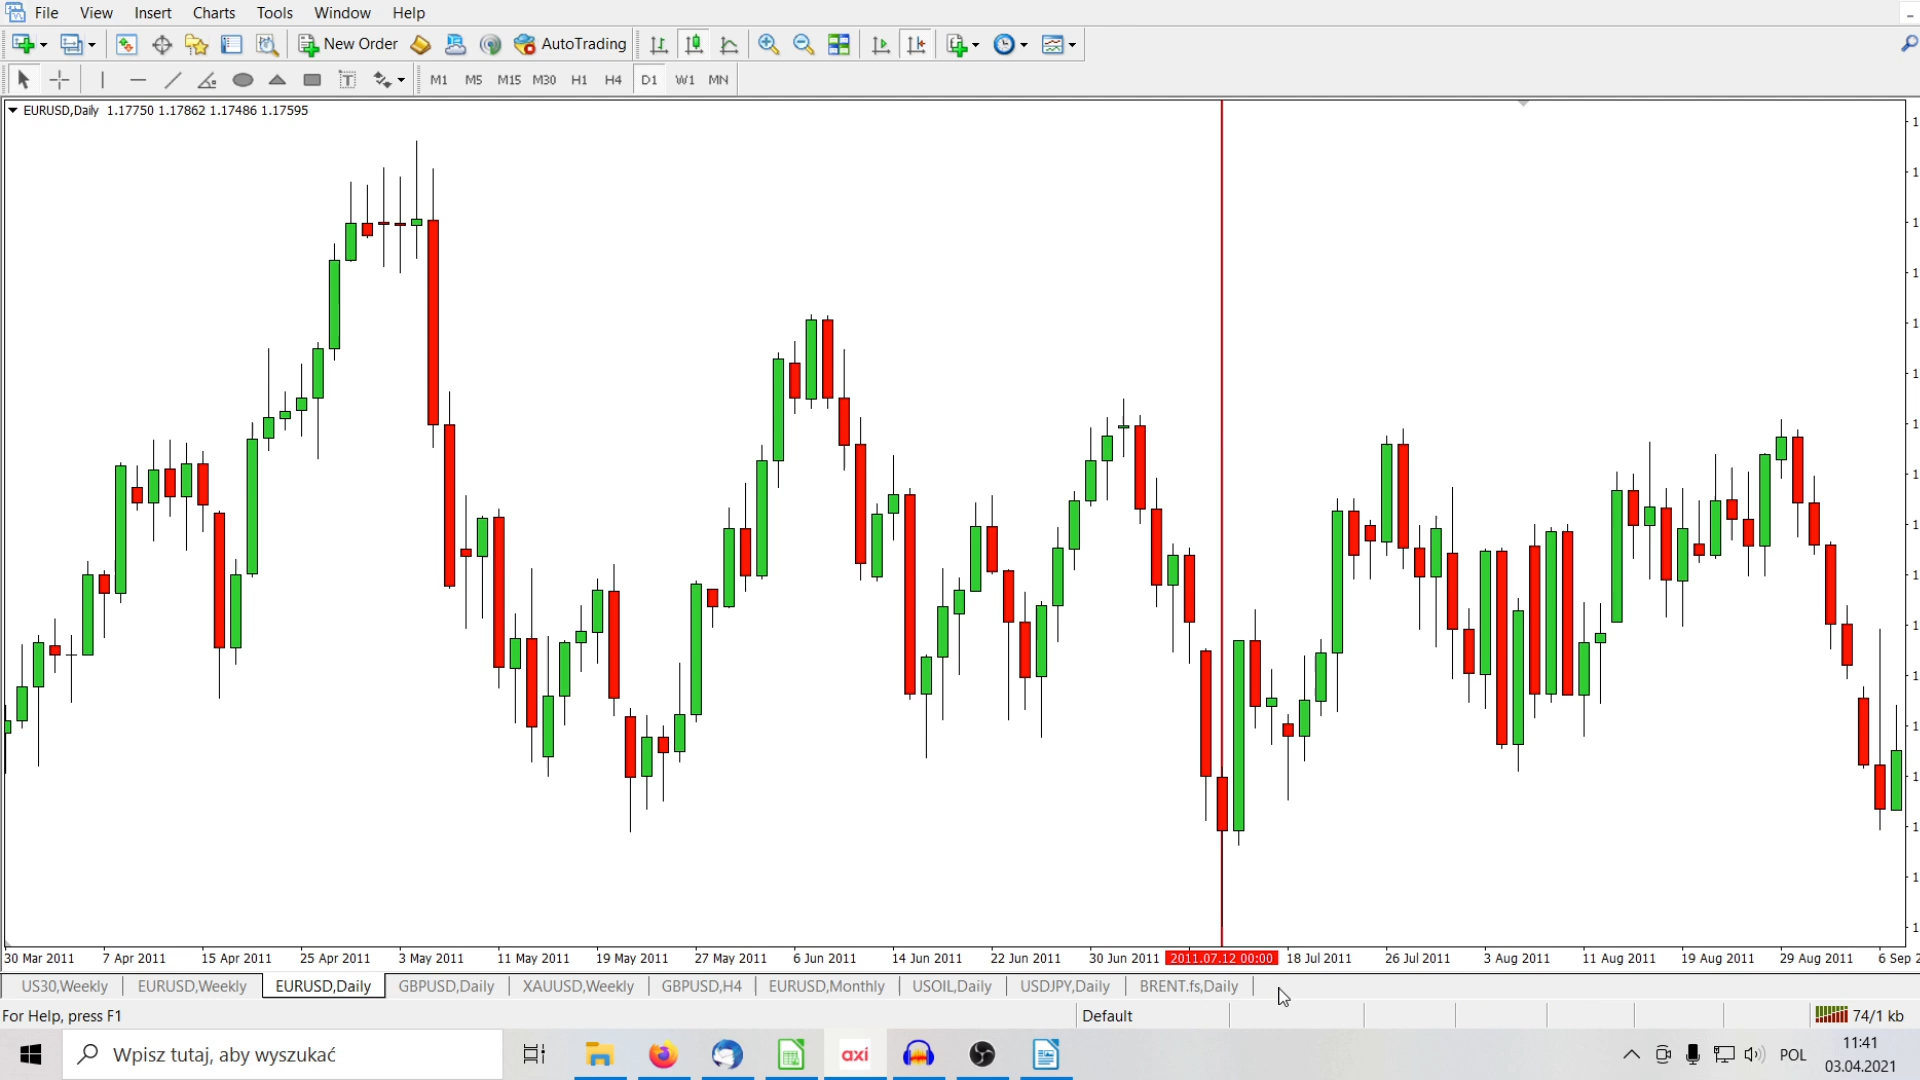 File View Insert Charts Tools Window Help
New Order AutoTrading
M1 M5 M15 M30 H1 H4 D1 W1 MN
EURUSD,Daily 1.17750 1.17862 1.17486 1.17595
30 Mar 2011 7 Apr 2011 15 Apr 2011 25 Apr 2011 3 May 2011 11 May 2011 19 May 2011 27 May 2011 6 Jun 2011 14 Jun 2011 22 Jun 2011 30 Jun 2011 2011.07.12 00:00 18 Jul 2011 26 Jul 2011 3 Aug 2011 11 Aug 2011 19 Aug 2011 29 Aug 2011 6 Sep 2
US30,Weekly EURUSD,Weekly EURUSD,Daily GBPUSD,Daily XAUUSD,Weekly GBPUSD,H4 EURUSD,Monthly USOIL,Daily USDJPY,Daily BRENT.fs,Daily
For Help, press F1 Default 74/1 kb
Wpisz tutaj, aby wyszukać axi POL 11:41
03.04.2021